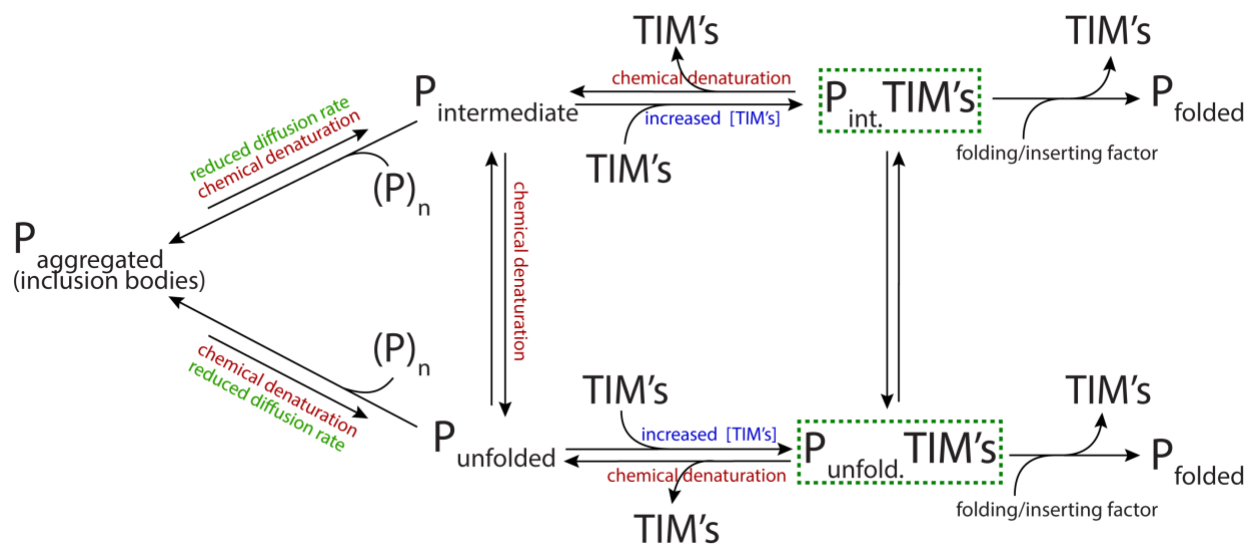 TIM's
TIM's
chemical denaturation
P intermediate
P int. TIM's
P folded
increased [TIM's]
reduced diffusion rate
chemical denaturation
folding/inserting factor
TIM's
(P)n
chemical denaturation
P aggregated
(inclusion bodies)
(P)n
chemical denaturation
reduced diffusion rate
TIM's
TIM's
increased [TIM's]
P unfolded
P unfold. TIM's
P folded
chemical denaturation
folding/inserting factor
TIM's